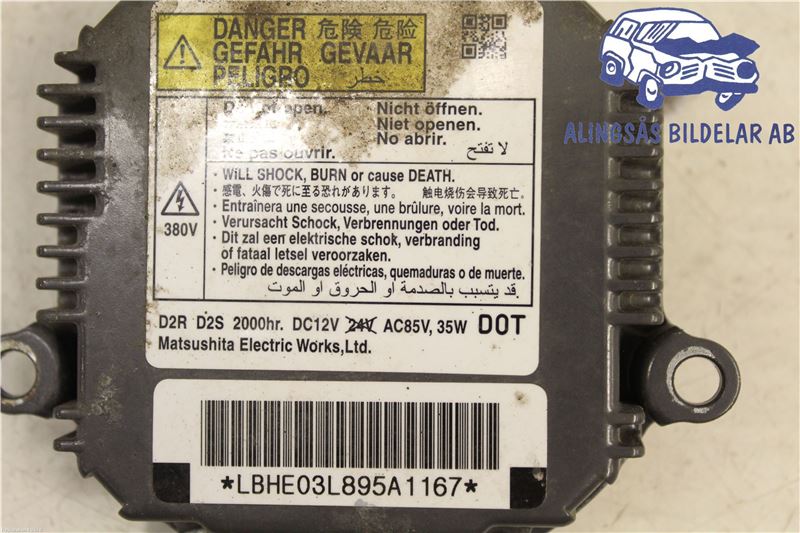 DANGER 危険 危险
GEFAHR GEVAAR
PELIGRO خطر
ALINGSÅS BILDELAR AB
open. Nicht öffnen.
Niet openen.
No abrir.
Ne pas ouvrir. لا تفتح
• WiLL SHOCK, BURN or cause DEATH.
・感電、火傷で死に至る恐れがあります。 触电烧伤会导致死亡。
• Entraînera une secousse, une brûlure, voire la mort.
• Verursacht Schock, Verbrennungen oder Tod.
• Dit zal een elektrische schok, verbranding
of fataal letsel veroorzaken.
• Peligro de descargas eléctricas, quemaduras o de muerte.
قد يتسبب بالصدمة او الحروق او الموت.
380V
D2R D2S 2000hr. DC12V 24V AC85V, 35W DOT
Matsushita Electric Works,Ltd.
*LBHE03L895A1167*